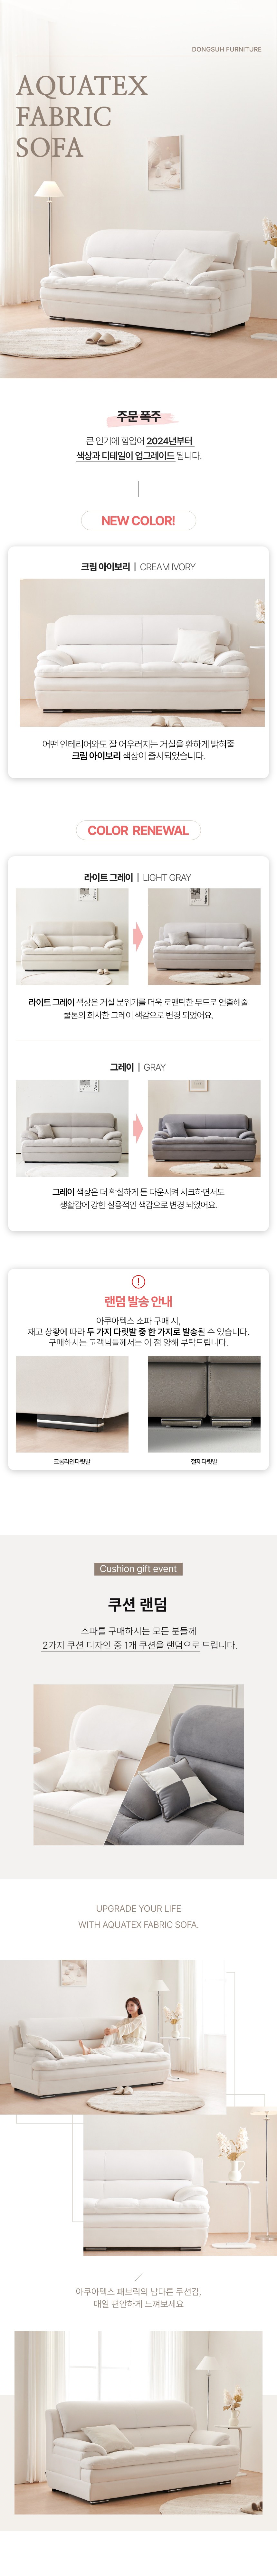 DONGSUH FURNITURE
AQUATEX
FABRIC
SOFA
주문 폭주
큰 인기에 힘입어 2024년부터
색상과 디테일이 업그레이드 됩니다.
NEW COLOR!
크림 아이보리 | CREAM IVORY
어떤 인테리어와도 잘 어우러지는 거실을 환하게 밝혀줄
크림 아이보리 색상이 출시되었습니다.
COLOR RENEWAL
라이트 그레이 | LIGHT GRAY
라이트 그레이 색상은 거실 분위기를 더욱 로맨틱한 무드로 연출해줄
쿨톤의 화사한 그레이 색감으로 변경 되었어요.
그레이 | GRAY
그레이 색상은 더 확실하게 톤 다운시켜 시크하면서도
생활감에 강한 실용적인 색감으로 변경 되었어요.
랜덤 발송 안내
아쿠아텍스 소파 구매 시,
재고 상황에 따라 두 가지 다릿발 중 한 가지로 발송될 수 있습니다.
구매하시는 고객님들께서는 이 점 양해 부탁드립니다.
크롬라인다릿발
철제다릿발
Cushion gift event
쿠션 랜덤
소파를 구매하시는 모든 분들께
2가지 쿠션 디자인 중 1개 쿠션을 랜덤으로 드립니다.
UPGRADE YOUR LIFE
WITH AQUATEX FABRIC SOFA.
아쿠아텍스 패브릭의 남다른 쿠션감,
매일 편안하게 느껴보세요